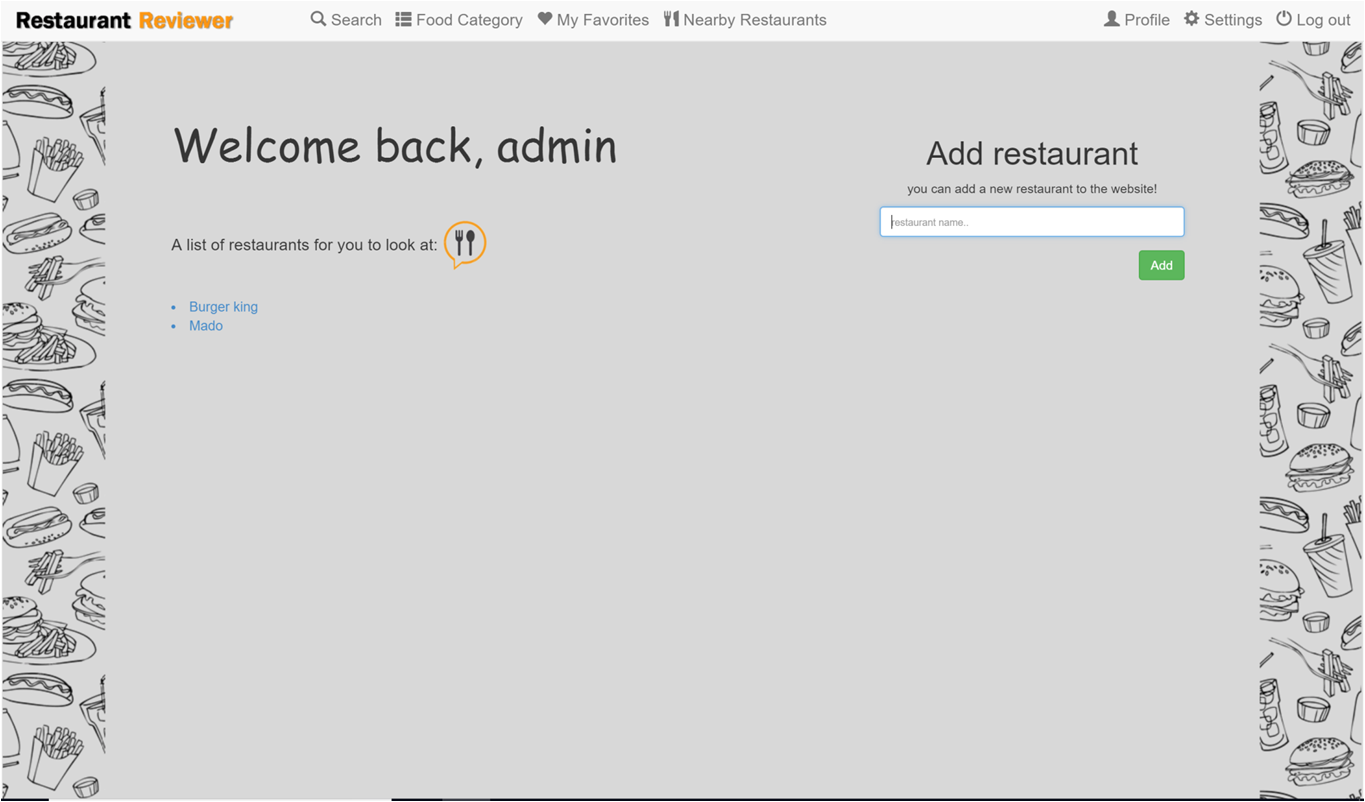 Restaurant Reviewer Search Food Category My Favorites Nearby Restaurants Profile Settings Log out
Welcome back, admin
A list of restaurants for you to look at:
Burger king
Mado
Add restaurant
you can add a new restaurant to the website!
restaurant name..
Add